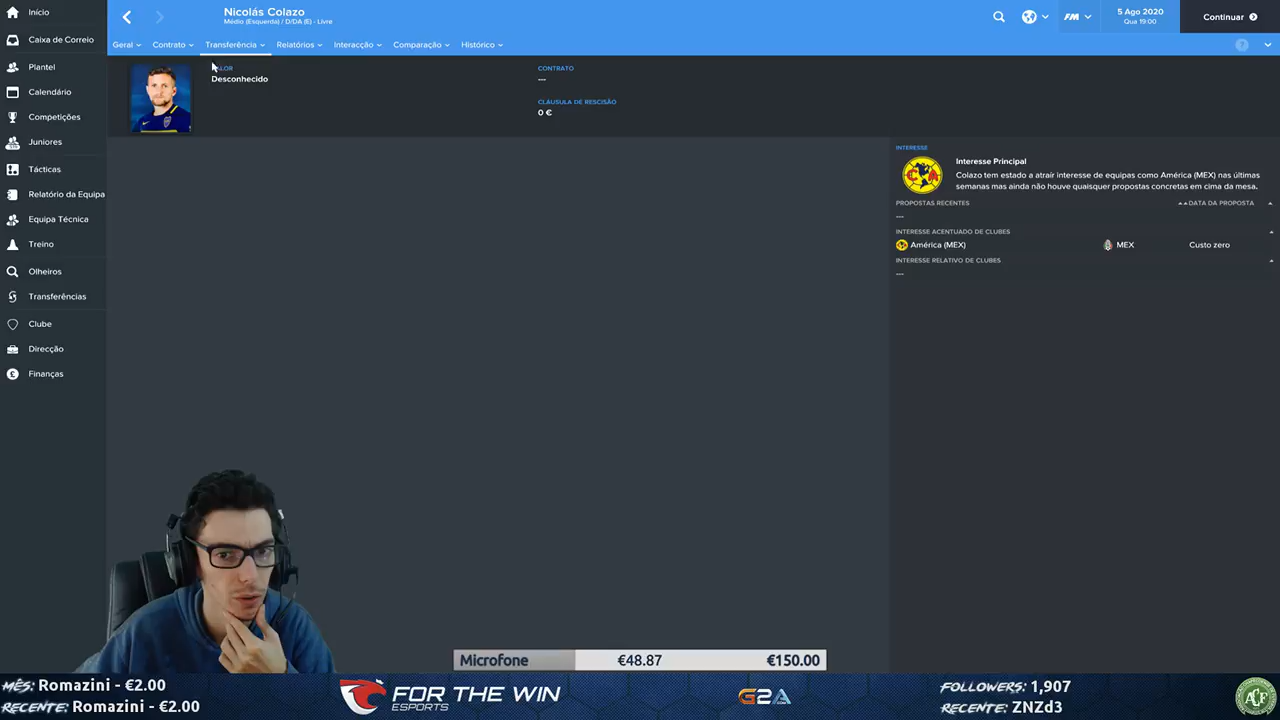 Nicolás Colazo
Médio (Esquerda) / D/DA (E) - Livre
5 Ago 2020
Qua 19:00
Continuar
FM
Geral
Contrato
Transferência
Relatórios
Interacção
Comparação
Histórico
?
Início
Caixa de Correio
Plantel
Calendário
Competições
Juniores
Tácticas
Relatório da Equipa
Equipa Técnica
Treino
Olheiros
Transferências
Clube
Direcção
Finanças
Desconhecido
CONTRATO
---
CLÁUSULA DE RESCISÃO
0 €
INTERESSE
Interesse Principal
Colazo tem estado a atrair interesse de equipas como América (MEX) nas últimas
semanas mas ainda não houve quaisquer propostas concretas em cima da mesa.
PROPOSTAS RECENTES
DATA DA PROPOSTA
---
INTERESSE ACENTUADO DE CLUBES
América (MEX) MEX Custo zero
INTERESSE RELATIVO DE CLUBES
---
Microfone €48.87 €150.00
MÊS: Romazini - €2.00
RECENTE: Romazini - €2.00
FOR THE WIN
ESPORTS
G2A
FOLLOWERS: 1,907
RECENTE: ZNZd3